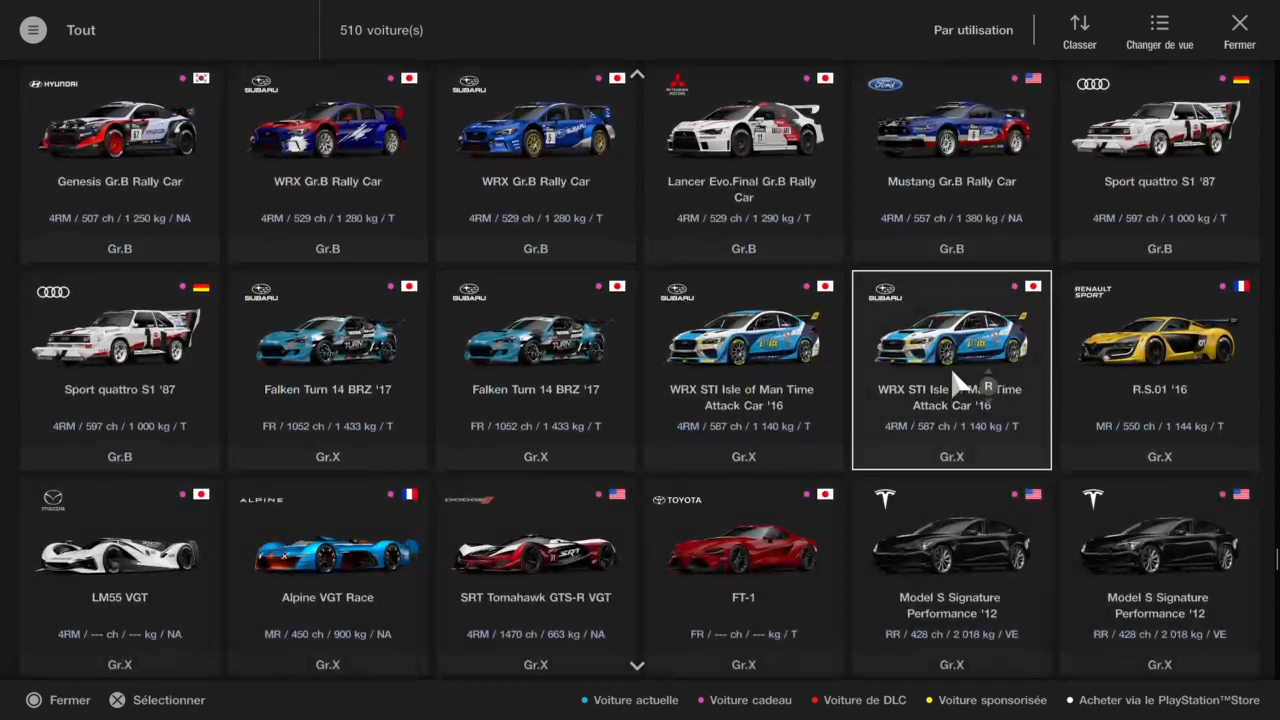 Tout
510 voiture(s)
Par utilisation
Classer
Changer de vue
Fermer
HYUNDAI
SUBARU
SUBARU
MITSUBISHI
MOTORS
Ford
Genesis Gr.B Rally Car
WRX Gr.B Rally Car
WRX Gr.B Rally Car
Lancer Evo.Final Gr.B Rally
Car
Mustang Gr.B Rally Car
Sport quattro S1 '87
4RM / 507 ch / 1 250 kg / NA
4RM / 529 ch / 1 280 kg / T
4RM / 529 ch / 1 280 kg / T
4RM / 529 ch / 1 290 kg / T
4RM / 557 ch / 1 380 kg / NA
4RM / 597 ch / 1 000 kg / T
Gr.B
Gr.B
Gr.B
Gr.B
Gr.B
Gr.B
SUBARU
SUBARU
SUBARU
SUBARU
RENAULT
SPORT
Sport quattro S1 '87
Falken Turn 14 BRZ '17
Falken Turn 14 BRZ '17
WRX STI Isle of Man Time
Attack Car '16
WRX STI Isle Time
Attack Car '16
R
R.S.01 '16
4RM / 597 ch / 1 000 kg / T
FR / 1052 ch / 1 433 kg / T
FR / 1052 ch / 1 433 kg / T
4RM / 587 ch / 1 140 kg / T
4RM / 587 ch / 1 140 kg / T
MR / 550 ch / 1 144 kg / T
Gr.B
Gr.X
Gr.X
Gr.X
Gr.X
Gr.X
mazda
ALPINE
DODGE
TOYOTA
SRT
LM55 VGT
Alpine VGT Race
SRT Tomahawk GTS-R VGT
FT-1
Model S Signature
Performance '12
Model S Signature
Performance '12
4RM / --- ch / --- kg / NA
MR / 450 ch / 900 kg / NA
4RM / 1470 ch / 663 kg / NA
FR / --- ch / --- kg / T
RR / 428 ch / 2 018 kg / VE
RR / 428 ch / 2 018 kg / VE
Gr.X
Gr.X
Gr.X
Gr.X
Gr.X
Gr.X
Fermer
Sélectionner
Voiture actuelle
Voiture cadeau
Voiture de DLC
Voiture sponsorisée
Acheter via le PlayStation™Store